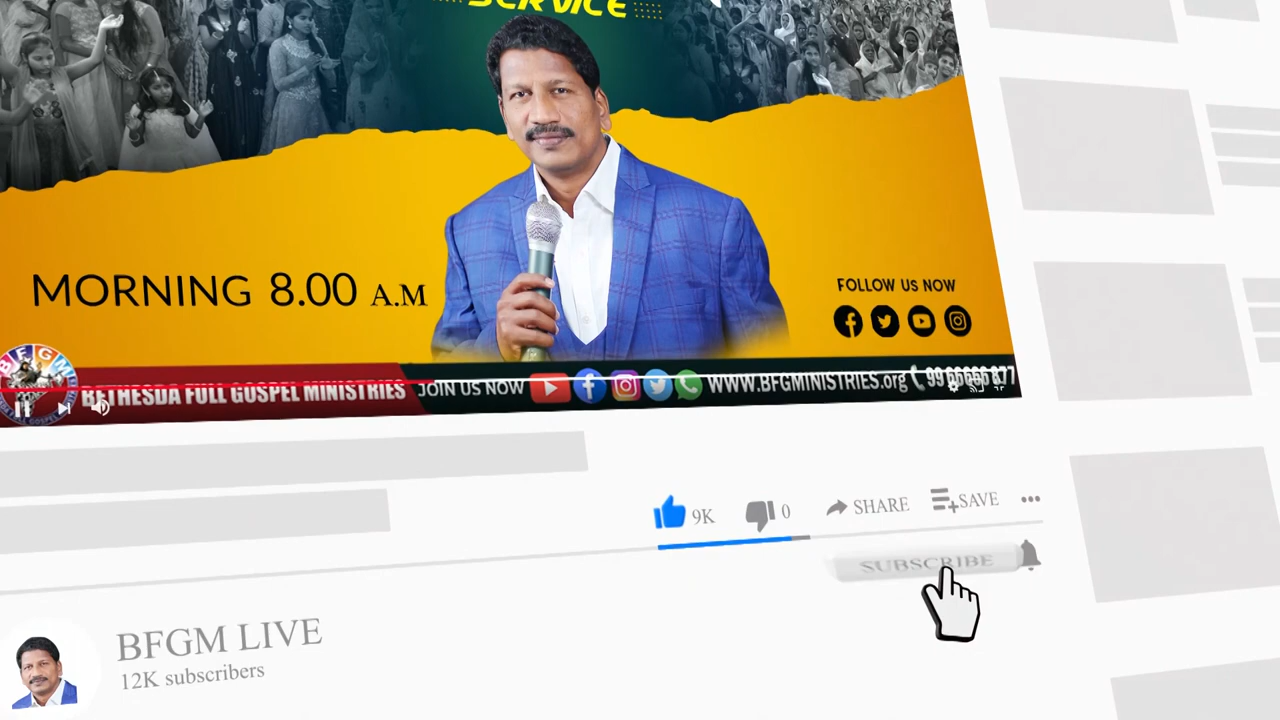 SERVICE
MORNING 8.00 A.M
FOLLOW US NOW
BFGM
BETHESDA FULL GOSPEL MINISTRIES
JOIN US NOW
WWW.BFGMINISTRIES.org
9K
0
SHARE
SAVE
SUBSCRIBE
BFGM LIVE
12K subscribers